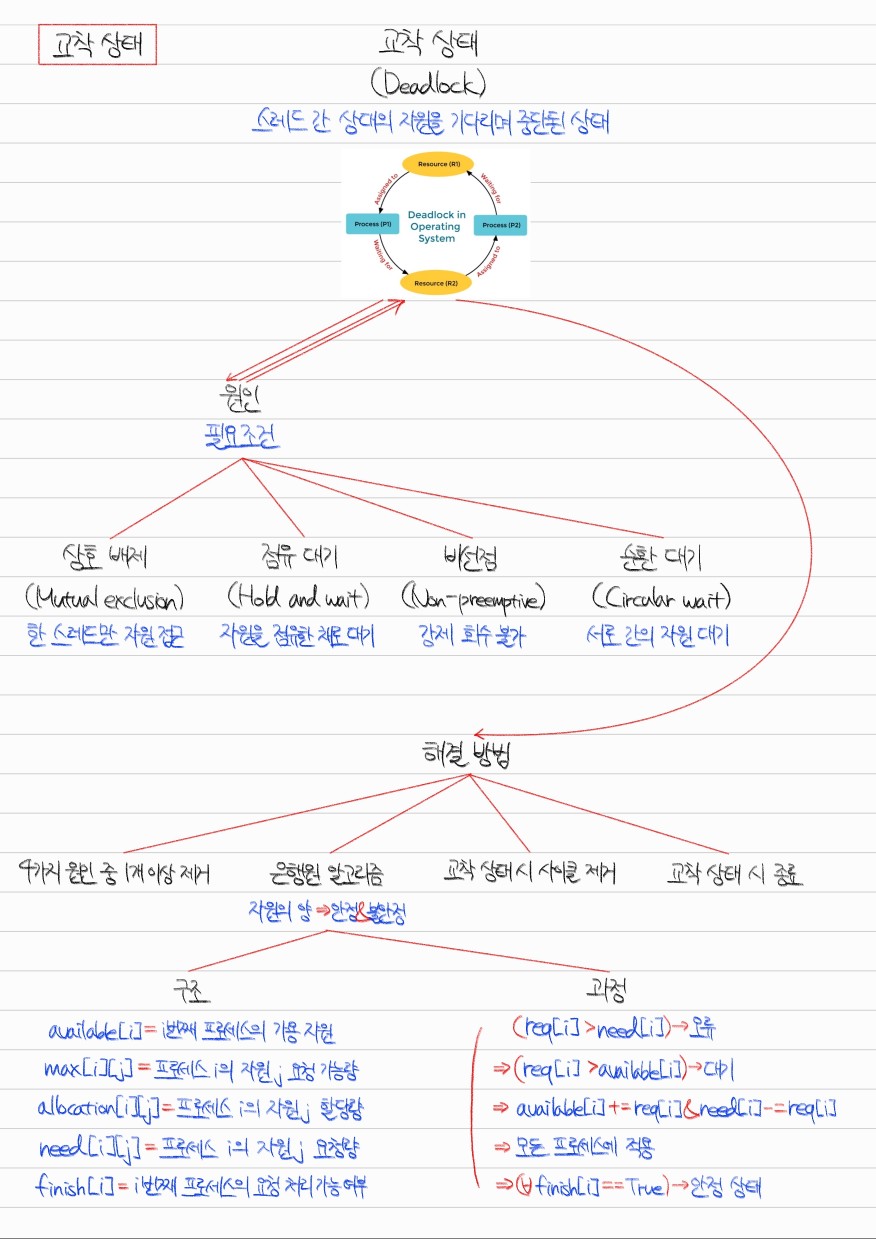 교착 상태
교착 상태
(Deadlock)
스레드 간 상대의 자원을 기다리며 중단된 상태
Resource (R1)
Assigned to
Waiting for
Process (P1)
Deadlock in
Operating
System
Process (P2)
Waiting for
Assigned to
Resource (R2)
원인
필요조건
상호 배제
(Mutual exclusion)
한 스레드만 자원 접근
점유 대기
(Hold and wait)
자원을 점유한 채로 대기
비선점
(Non-preemptive)
강제 회수 불가
순환 대기
(Circular wait)
서로 간의 자원 대기
해결 방법
4가지 원인 중 1개 이상 제거
은행원 알고리즘
자원의 양 ⇒ 안정&불안정
교착 상태 시 사이클 제거
교착 상태 시 종료
구조
available[i] = i번째 프로세스의 가용 자원
max[i][j] = 프로세스 i의 자원 j 요청 가능량
allocation[i][j] = 프로세스 i의 자원 j 할당량
need[i][j] = 프로세스 i의 자원 j 요청량
finish[i] = i번째 프로세스의 요청 처리 가능 여부
과정
(req[i] > need[i]) → 오류
⇒ (req[i] > available[i]) → 대기
⇒ available[i] += req[i] & need[i] -= req[i]
⇒ 모든 프로세스에 적용
⇒ (∀ finish[i] == True) → 안정 상태